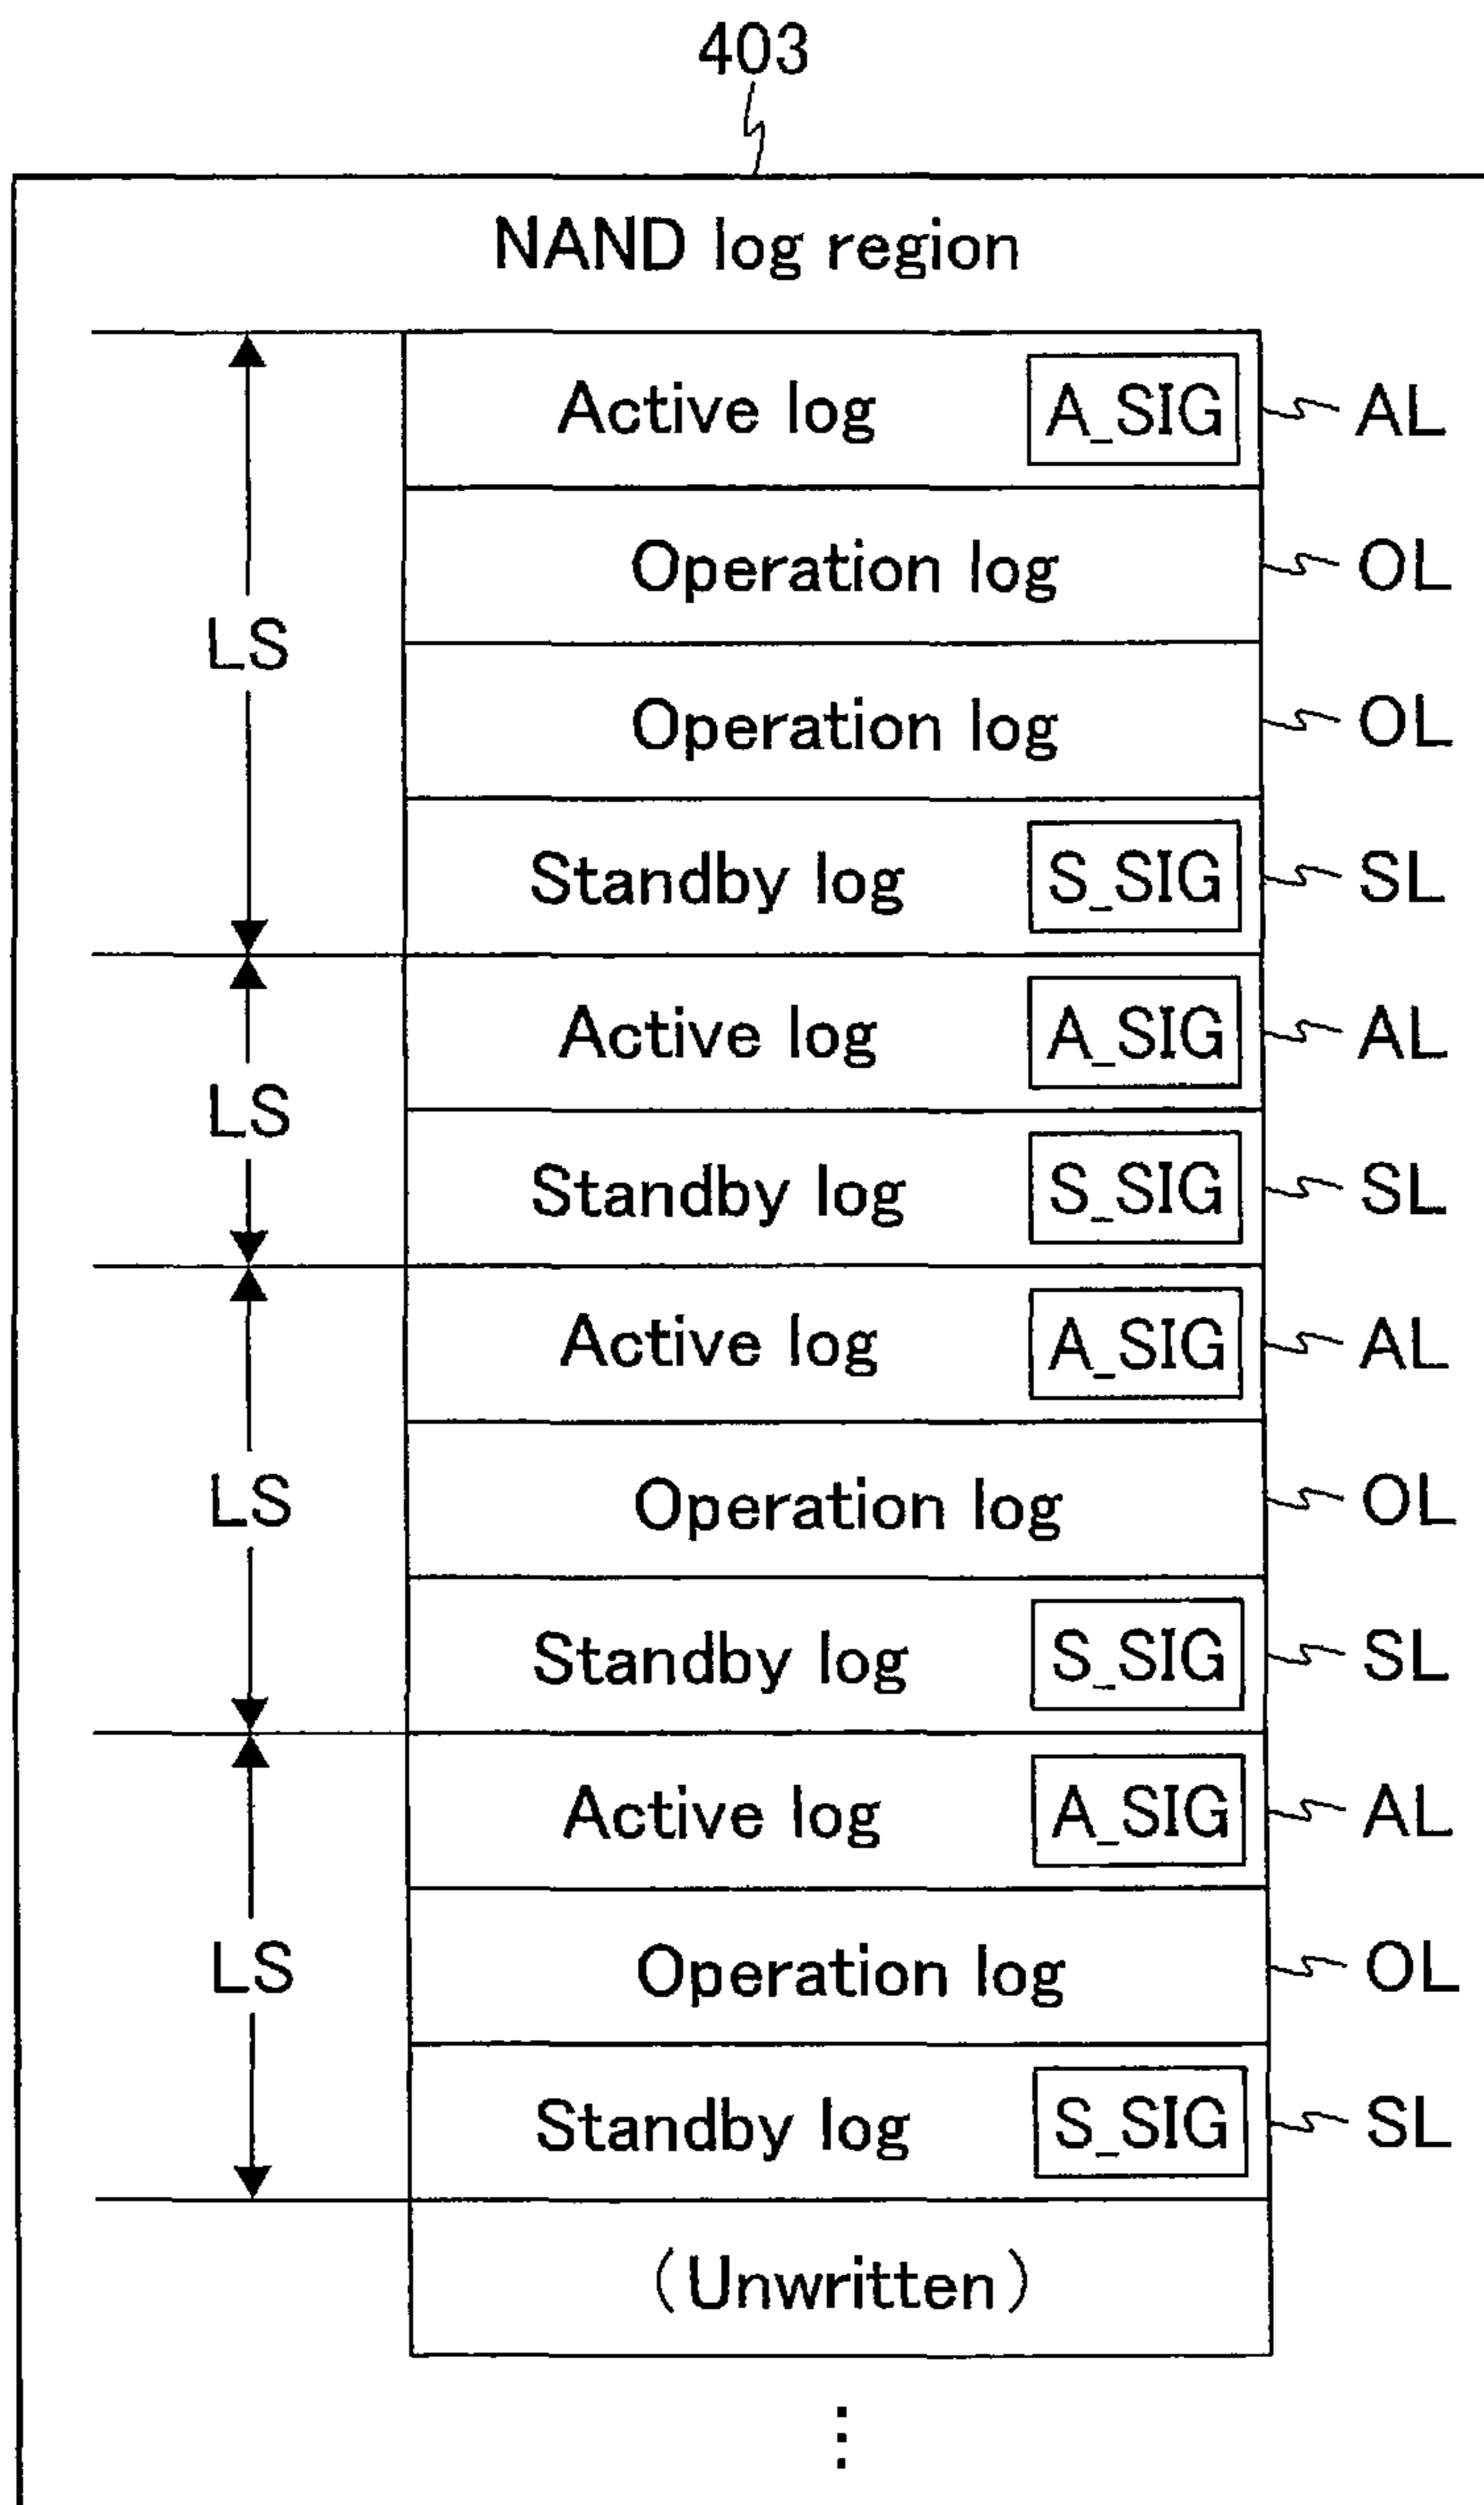 403
NAND log region
Active log A_SIG AL
Operation log OL
LS
Operation log OL
Standby log S_SIG SL
Active log A_SIG AL
LS
Standby log S_SIG SL
Active log A_SIG AL
LS
Operation log OL
Standby log S_SIG SL
Active log A_SIG AL
LS
Operation log OL
Standby log S_SIG SL
(Unwritten)